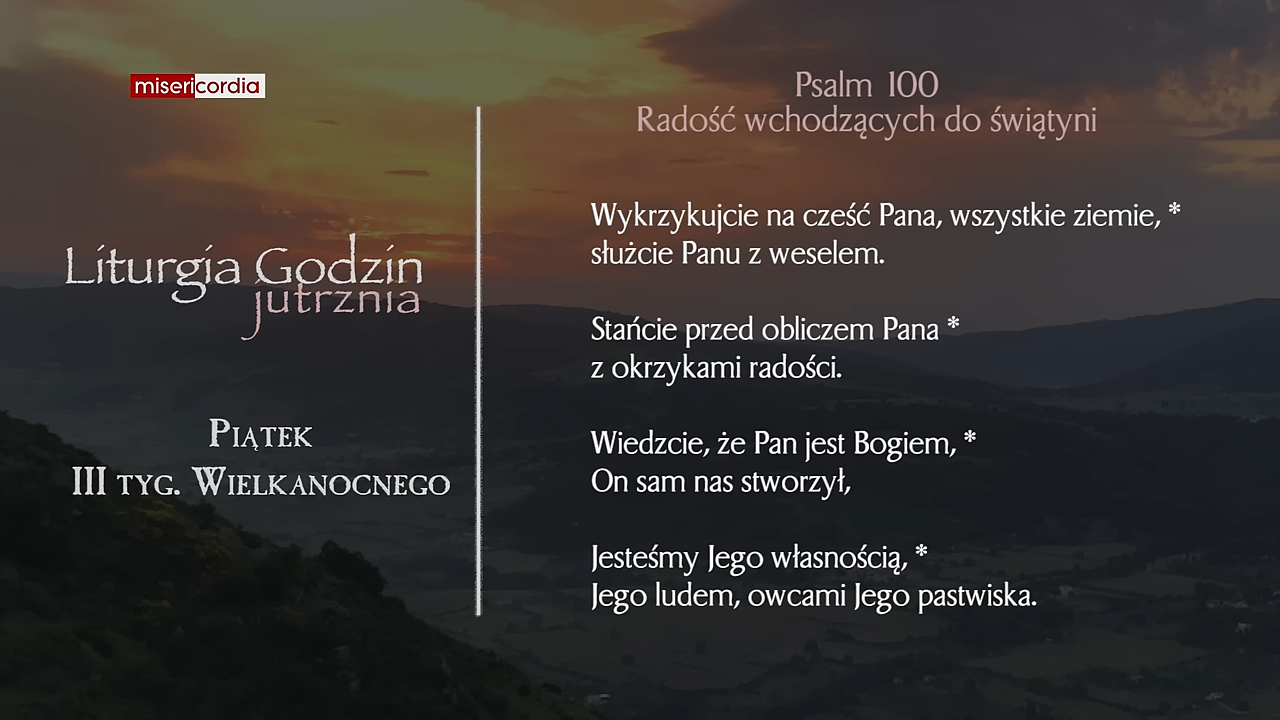 misericordia
Liturgia Godzin
jutrznia
Piątek
III tyg. Wielkanocnego
Psalm 100
Radość wchodzących do świątyni
Wykrzykujcie na cześć Pana, wszystkie ziemie, *
służcie Panu z weselem.
Stańcie przed obliczem Pana *
z okrzykami radości.
Wiedzcie, że Pan jest Bogiem, *
On sam nas stworzył,
Jesteśmy Jego własnością, *
Jego ludem, owcami Jego pastwiska.